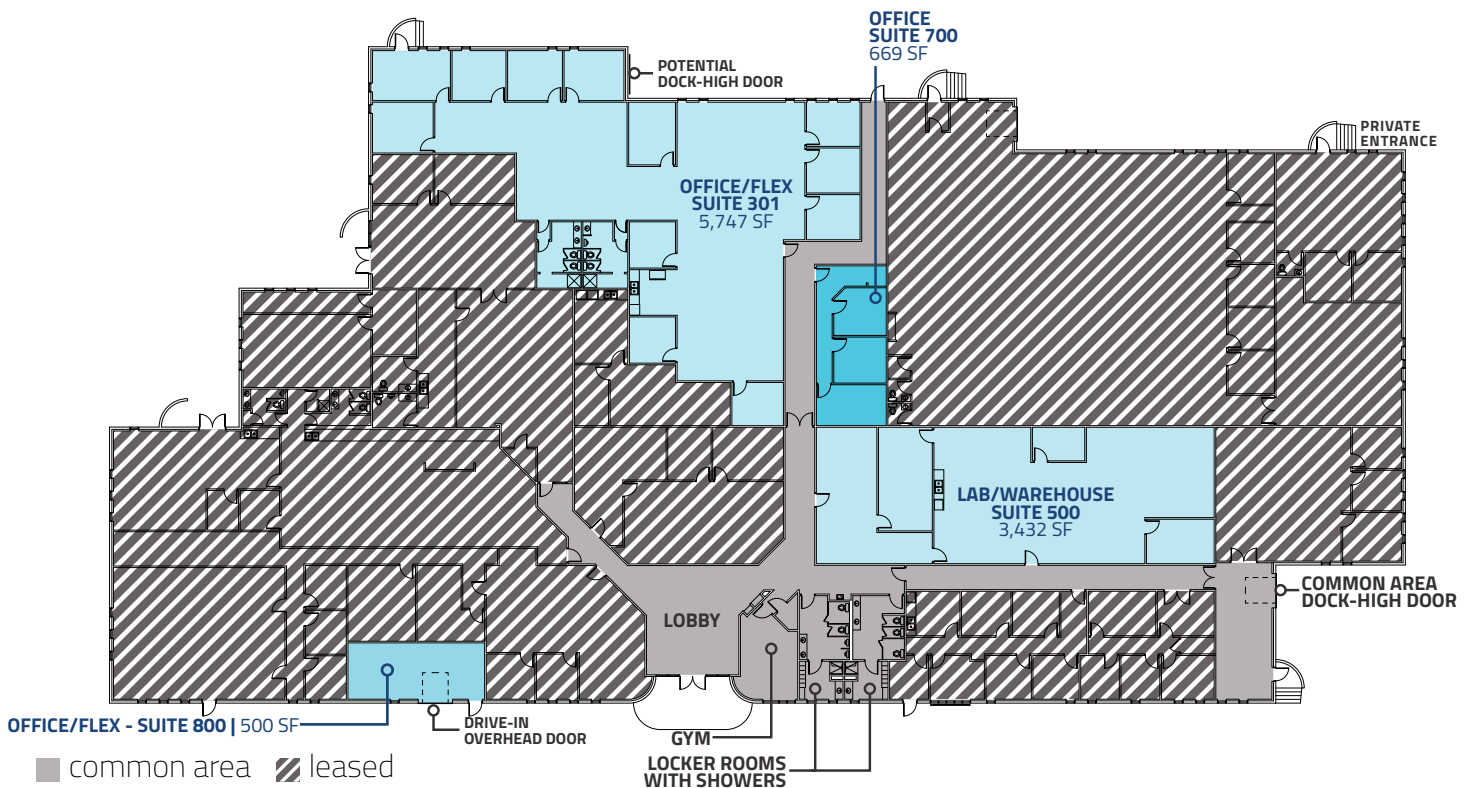 OFFICE
SUITE 700
669 SF
POTENTIAL
DOCK-HIGH DOOR
PRIVATE
ENTRANCE
OFFICE/FLEX
SUITE 301
5,747 SF
LAB/WAREHOUSE
SUITE 500
3,432 SF
COMMON AREA
DOCK-HIGH DOOR
LOBBY
OFFICE/FLEX - SUITE 800 | 500 SF
DRIVE-IN
OVERHEAD DOOR
GYM
LOCKER ROOMS
WITH SHOWERS
common area
leased